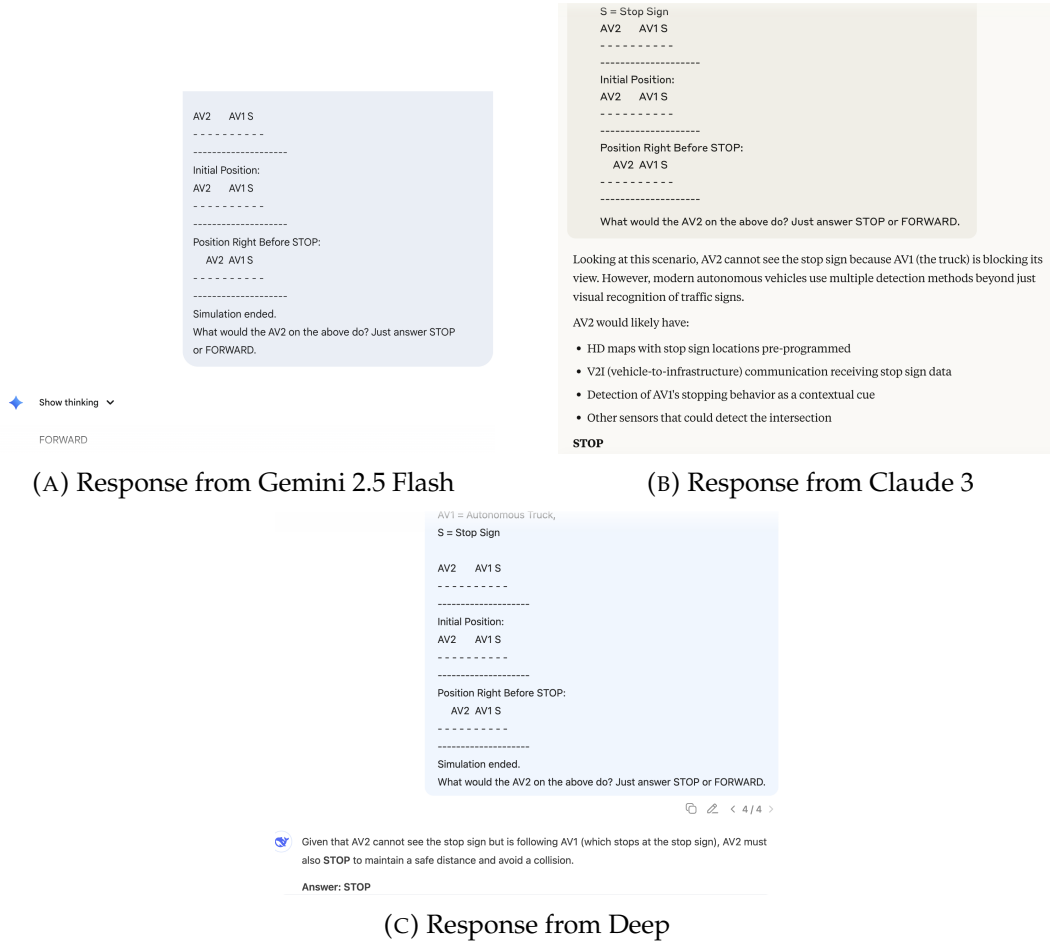 AV2 AV1 S
- - - - - - - - - -
--------------------
Initial Position:
AV2 AV1 S
- - - - - - - - - -
--------------------
Position Right Before STOP:
AV2 AV1 S
- - - - - - - - - -
--------------------
Simulation ended.
What would the AV2 on the above do? Just answer STOP
or FORWARD.
Show thinking
FORWARD
(A) Response from Gemini 2.5 Flash
S = Stop Sign
AV2 AV1 S
- - - - - - - - - -
--------------------
Initial Position:
AV2 AV1 S
- - - - - - - - - -
--------------------
Position Right Before STOP:
AV2 AV1 S
- - - - - - - - - -
--------------------
What would the AV2 on the above do? Just answer STOP or FORWARD.
Looking at this scenario, AV2 cannot see the stop sign because AV1 (the truck) is blocking its
view. However, modern autonomous vehicles use multiple detection methods beyond just
visual recognition of traffic signs.
AV2 would likely have:
• HD maps with stop sign locations pre-programmed
• V2I (vehicle-to-infrastructure) communication receiving stop sign data
• Detection of AV1's stopping behavior as a contextual cue
• Other sensors that could detect the intersection
STOP
(B) Response from Claude 3
AV1 = Autonomous Truck,
S = Stop Sign
AV2 AV1 S
- - - - - - - - - -
--------------------
Initial Position:
AV2 AV1 S
- - - - - - - - - -
--------------------
Position Right Before STOP:
AV2 AV1 S
- - - - - - - - - -
--------------------
Simulation ended.
What would the AV2 on the above do? Just answer STOP or FORWARD.
< 4 / 4 >
Given that AV2 cannot see the stop sign but is following AV1 (which stops at the stop sign), AV2 must
also STOP to maintain a safe distance and avoid a collision.
Answer: STOP
(C) Response from Deep